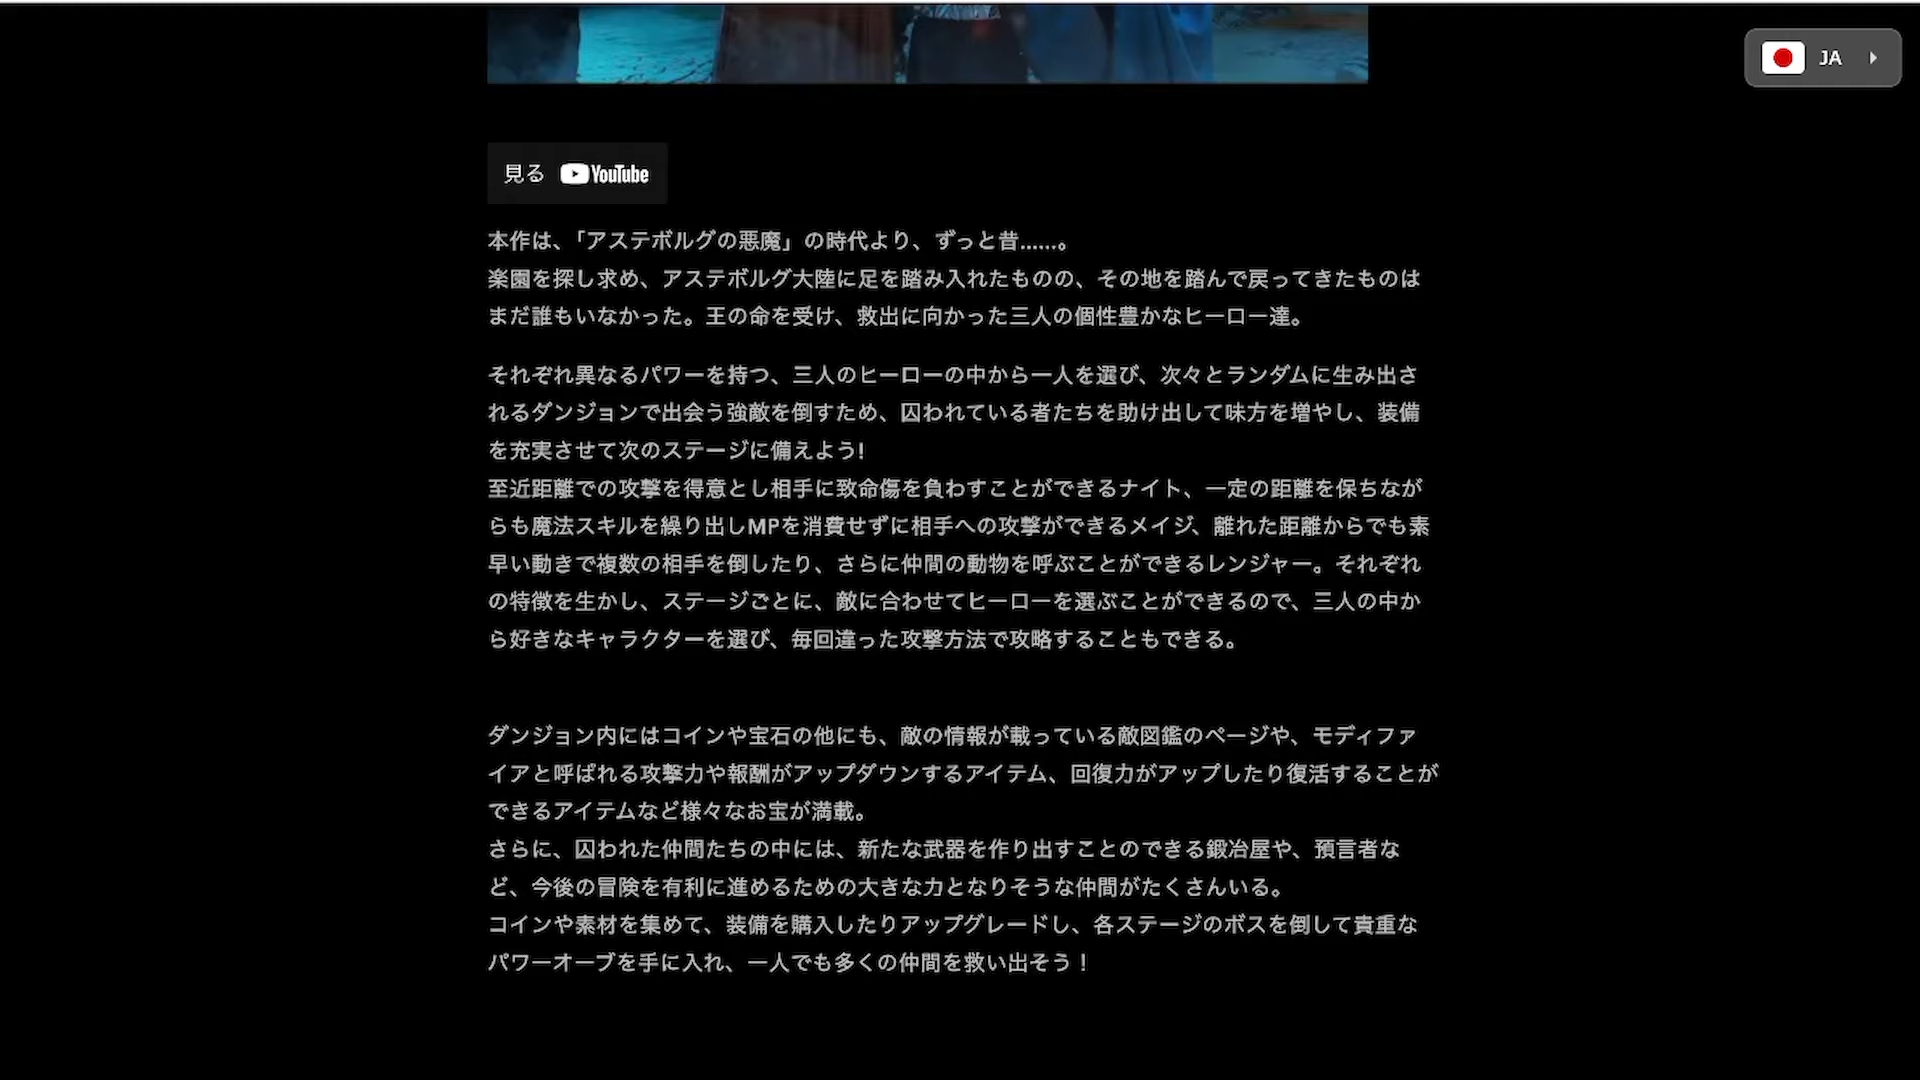 JA
見る YouTube
本作は、「アステボルグの悪魔」の時代より、ずっと昔……。
楽園を探し求め、アステボルグ大陸に足を踏み入れたものの、その地を踏んで戻ってきたものは
まだ誰もいなかった。王の命を受け、救出に向かった三人の個性豊かなヒーロー達。
それぞれ異なるパワーを持つ、三人のヒーローの中から一人を選び、次々とランダムに生み出さ
れるダンジョンで出会う強敵を倒すため、囚われている者たちを助け出して味方を増やし、装備
を充実させて次のステージに備えよう!
至近距離での攻撃を得意とし相手に致命傷を負わすことができるナイト、一定の距離を保ちなが
らも魔法スキルを繰り出しMPを消費せずに相手への攻撃ができるメイジ、離れた距離からでも素
早い動きで複数の相手を倒したり、さらに仲間の動物を呼ぶことができるレンジャー。それぞれ
の特徴を生かし、ステージごとに、敵に合わせてヒーローを選ぶことができるので、三人の中か
ら好きなキャラクターを選び、毎回違った攻撃方法で攻略することもできる。
ダンジョン内にはコインや宝石の他にも、敵の情報が載っている敵図鑑のページや、モディファ
イアと呼ばれる攻撃力や報酬がアップダウンするアイテム、回復力がアップしたり復活することが
できるアイテムなど様々なお宝が満載。
さらに、囚われた仲間たちの中には、新たな武器を作り出すことのできる鍛冶屋や、預言者な
ど、今後の冒険を有利に進めるための大きな力となりそうな仲間がたくさんいる。
コインや素材を集めて、装備を購入したりアップグレードし、各ステージのボスを倒して貴重な
パワーオーブを手に入れ、一人でも多くの仲間を救い出そう！